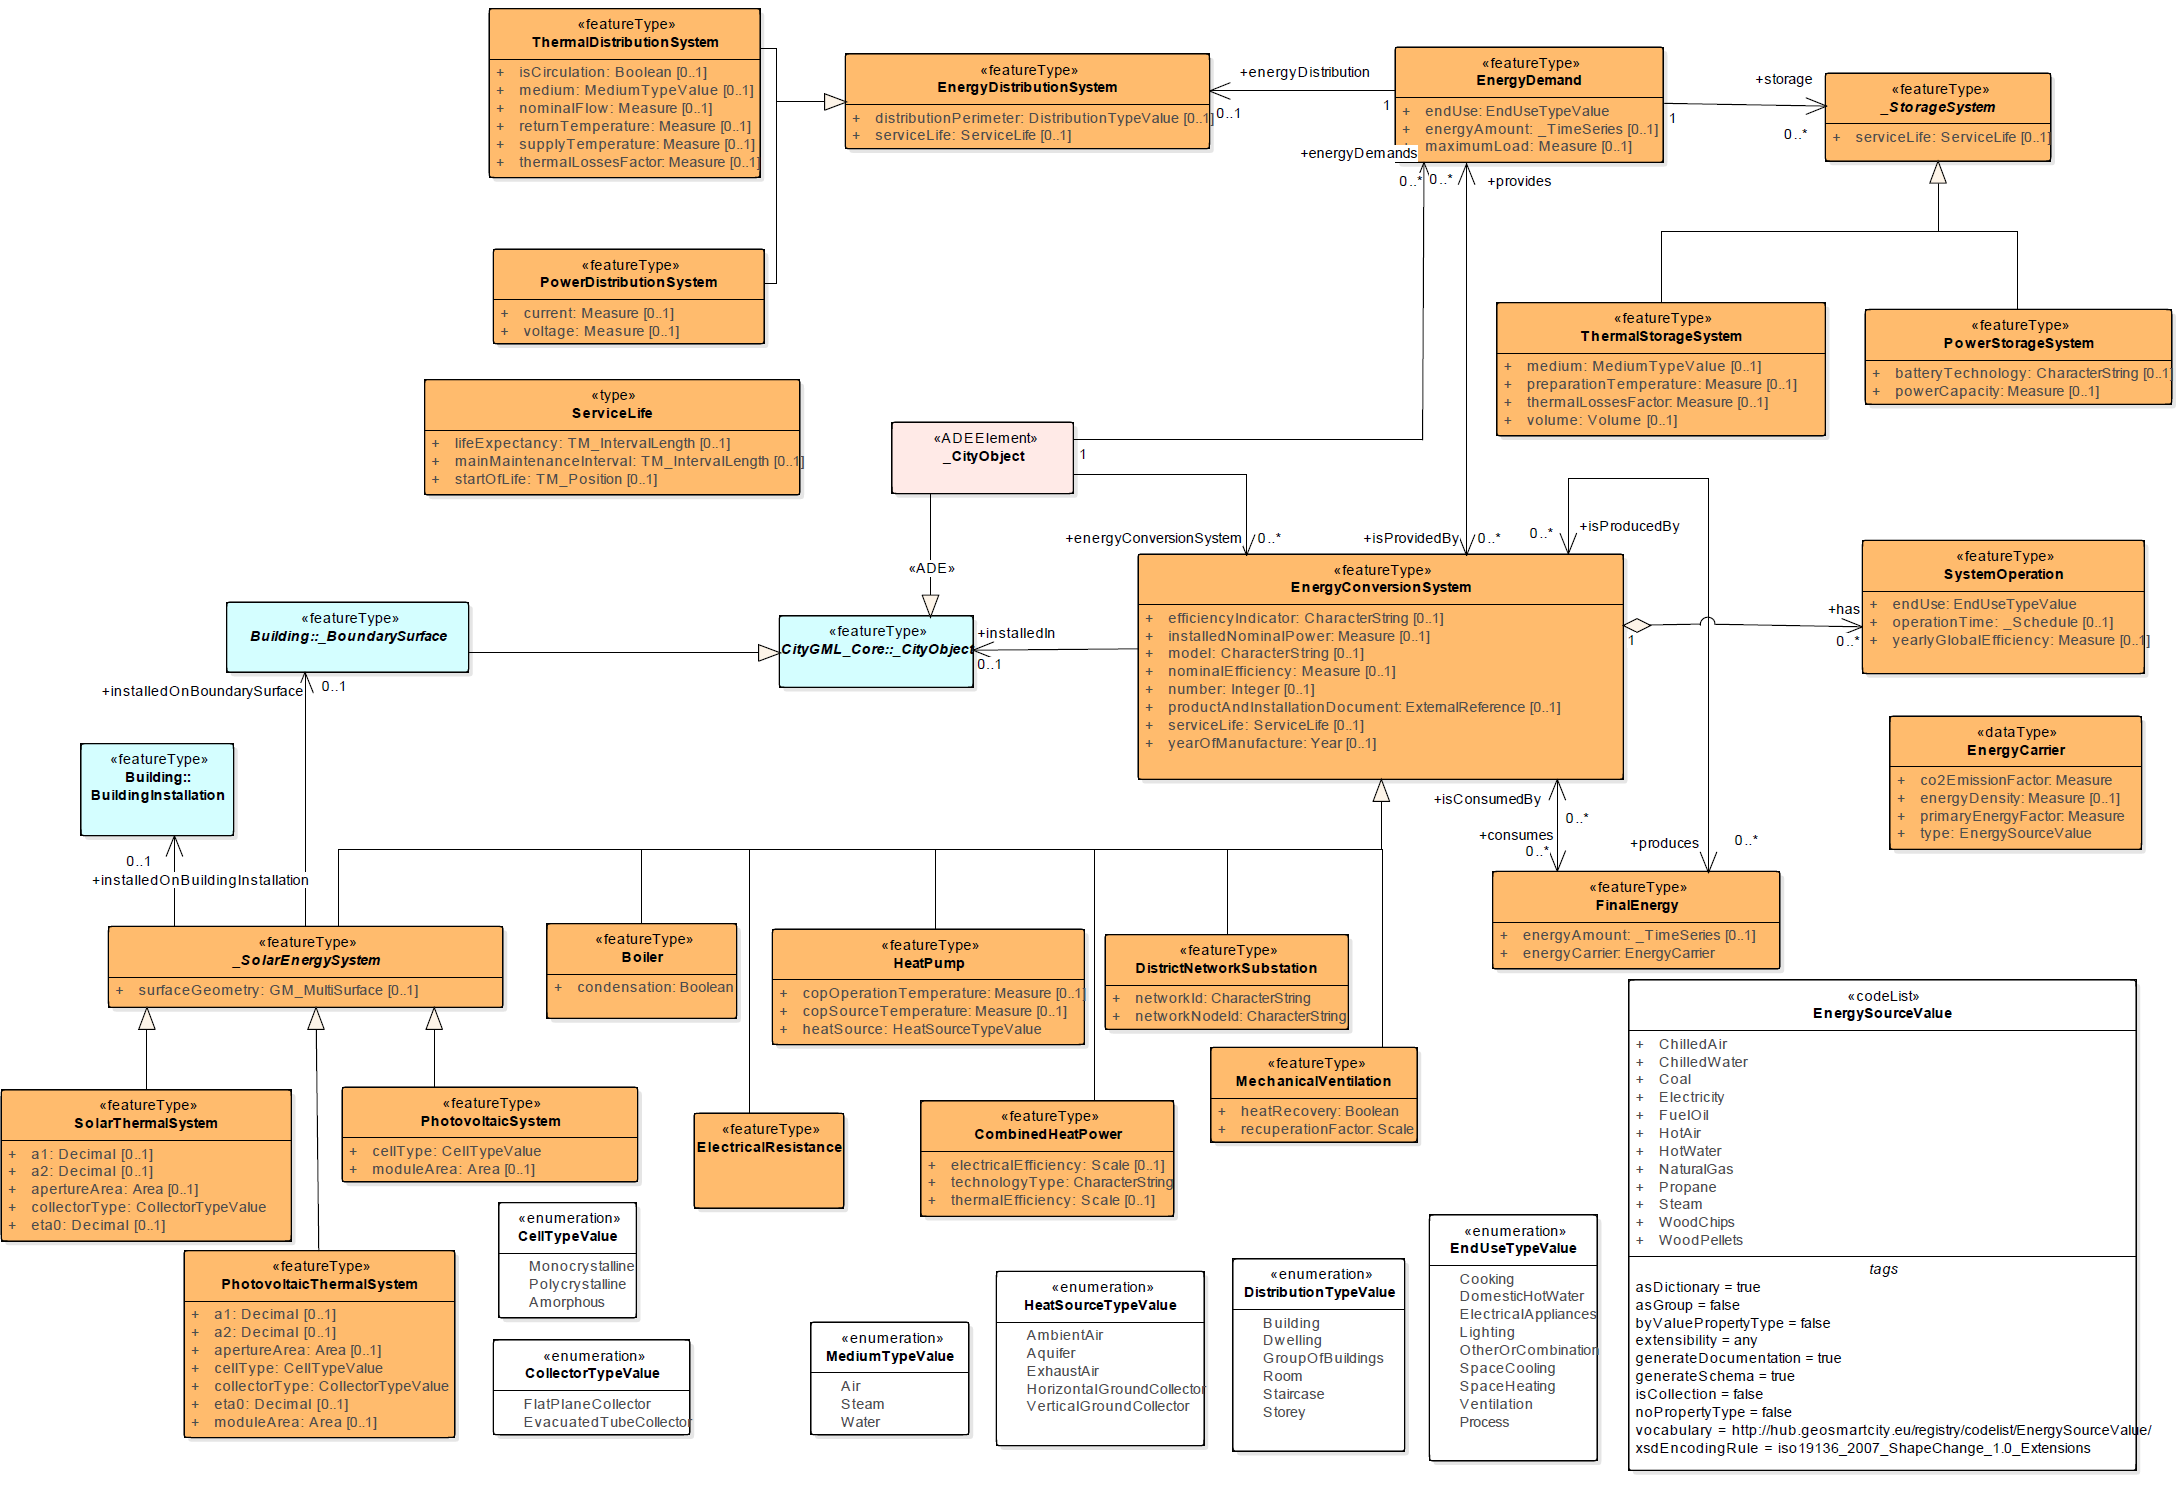 «featureType»
ThermalDistributionSystem
+ isCirculation: Boolean [0..1]
+ medium: MediumTypeValue [0..1]
+ nominalFlow: Measure [0..1]
+ returnTemperature: Measure [0..1]
+ supplyTemperature: Measure [0..1]
+ thermalLossesFactor: Measure [0..1]
«featureType»
EnergyDistributionSystem
+ distributionPerimeter: DistributionTypeValue [0..1]
+ serviceLife: ServiceLife [0..1]
+energyDistribution
0..1
1
«featureType»
EnergyDemand
+ endUse: EndUseTypeValue
+ energyAmount: _TimeSeries [0..1]
+ maximumLoad: Measure [0..1]
+storage
1
0..*
«featureType»
_StorageSystem
+ serviceLife: ServiceLife [0..1]
+energyDemands
0..*
0..*
+provides
«featureType»
PowerDistributionSystem
+ current: Measure [0..1]
+ voltage: Measure [0..1]
«featureType»
ThermalStorageSystem
+ medium: MediumTypeValue [0..1]
+ preparationTemperature: Measure [0..1]
+ thermalLossesFactor: Measure [0..1]
+ volume: Volume [0..1]
«featureType»
PowerStorageSystem
+ batteryTechnology: CharacterString [0..1]
+ powerCapacity: Measure [0..1]
«type»
ServiceLife
+ lifeExpectancy: TM_IntervalLength [0..1]
+ mainMaintenanceInterval: TM_IntervalLength [0..1]
+ startOfLife: TM_Position [0..1]
«ADEElement»
_CityObject
1
«ADE»
+energyConversionSystem
0..*
+isProvidedBy
0..*
0..*
+isProducedBy
«featureType»
Building::_BoundarySurface
«featureType»
CityGML_Core::_CityObject
+installedIn
0..1
«featureType»
EnergyConversionSystem
+ efficiencyIndicator: CharacterString [0..1]
+ installedNominalPower: Measure [0..1]
+ model: CharacterString [0..1]
+ nominalEfficiency: Measure [0..1]
+ number: Integer [0..1]
+ productAndInstallationDocument: ExternalReference [0..1]
+ serviceLife: ServiceLife [0..1]
+ yearOfManufacture: Year [0..1]
1
+has
0..*
«featureType»
SystemOperation
+ endUse: EndUseTypeValue
+ operationTime: _Schedule [0..1]
+ yearlyGlobalEfficiency: Measure [0..1]
+installedOnBoundarySurface
0..1
«featureType»
Building::
BuildingInstallation
0..1
+installedOnBuildingInstallation
«dataType»
EnergyCarrier
+ co2EmissionFactor: Measure
+ energyDensity: Measure [0..1]
+ primaryEnergyFactor: Measure
+ type: EnergySourceValue
+isConsumedBy
0..*
+consumes
0..*
+produces
0..*
«featureType»
FinalEnergy
+ energyAmount: _TimeSeries [0..1]
+ energyCarrier: EnergyCarrier
«featureType»
_SolarEnergySystem
+ surfaceGeometry: GM_MultiSurface [0..1]
«featureType»
Boiler
+ condensation: Boolean
«featureType»
HeatPump
+ copOperationTemperature: Measure [0..1]
+ copSourceTemperature: Measure [0..1]
+ heatSource: HeatSourceTypeValue
«featureType»
DistrictNetworkSubstation
+ networkId: CharacterString
+ networkNodeId: CharacterString
«featureType»
MechanicalVentilation
+ heatRecovery: Boolean
+ recuperationFactor: Scale
«featureType»
SolarThermalSystem
+ a1: Decimal [0..1]
+ a2: Decimal [0..1]
+ apertureArea: Area [0..1]
+ collectorType: CollectorTypeValue
+ eta0: Decimal [0..1]
«featureType»
PhotovoltaicSystem
+ cellType: CellTypeValue
+ moduleArea: Area [0..1]
«featureType»
ElectricalResistance
«featureType»
CombinedHeatPower
+ electricalEfficiency: Scale [0..1]
+ technologyType: CharacterString
+ thermalEfficiency: Scale [0..1]
«featureType»
PhotovoltaicThermalSystem
+ a1: Decimal [0..1]
+ a2: Decimal [0..1]
+ apertureArea: Area [0..1]
+ cellType: CellTypeValue
+ collectorType: CollectorTypeValue
+ eta0: Decimal [0..1]
+ moduleArea: Area [0..1]
«enumeration»
CellTypeValue
Monocrystalline
Polycrystalline
Amorphous
«enumeration»
CollectorTypeValue
FlatPlaneCollector
EvacuatedTubeCollector
«enumeration»
MediumTypeValue
Air
Steam
Water
«enumeration»
HeatSourceTypeValue
AmbientAir
Aquifer
ExhaustAir
HorizontalGroundCollector
VerticalGroundCollector
«enumeration»
DistributionTypeValue
Building
Dwelling
GroupOfBuildings
Room
Staircase
Storey
«enumeration»
EndUseTypeValue
Cooking
DomesticHotWater
ElectricalAppliances
Lighting
OtherOrCombination
SpaceCooling
SpaceHeating
Ventilation
Process
«codeList»
EnergySourceValue
+ ChilledAir
+ ChilledWater
+ Coal
+ Electricity
+ FuelOil
+ HotAir
+ HotWater
+ NaturalGas
+ Propane
+ Steam
+ WoodChips
+ WoodPellets
tags
asDictionary = true
asGroup = false
byValuePropertyType = false
extensibility = any
generateDocumentation = true
generateSchema = true
isCollection = false
noPropertyType = false
vocabulary = http://hub.geosmartcity.eu/registry/codelist/EnergySourceValue/
xsdEncodingRule = iso19136_2007_ShapeChange_1.0_Extensions